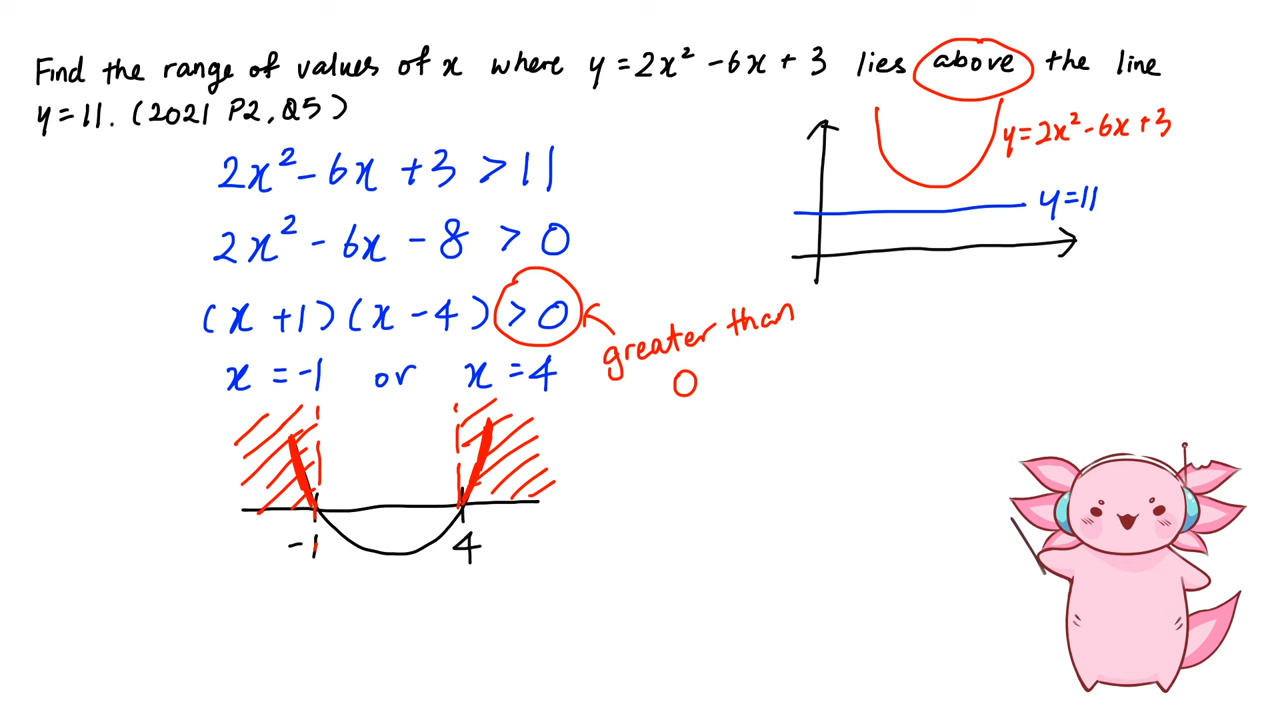 Find the range of values of x where y = 2x² - 6x + 3 lies above the line
y = 11. (2021 P2, Q5)
2x² - 6x + 3 > 11
2x² - 6x - 8 > 0
(x + 1)(x - 4) > 0
greater than
0
x = -1 or x = 4
-1 4
y = 2x² - 6x + 3
y = 11